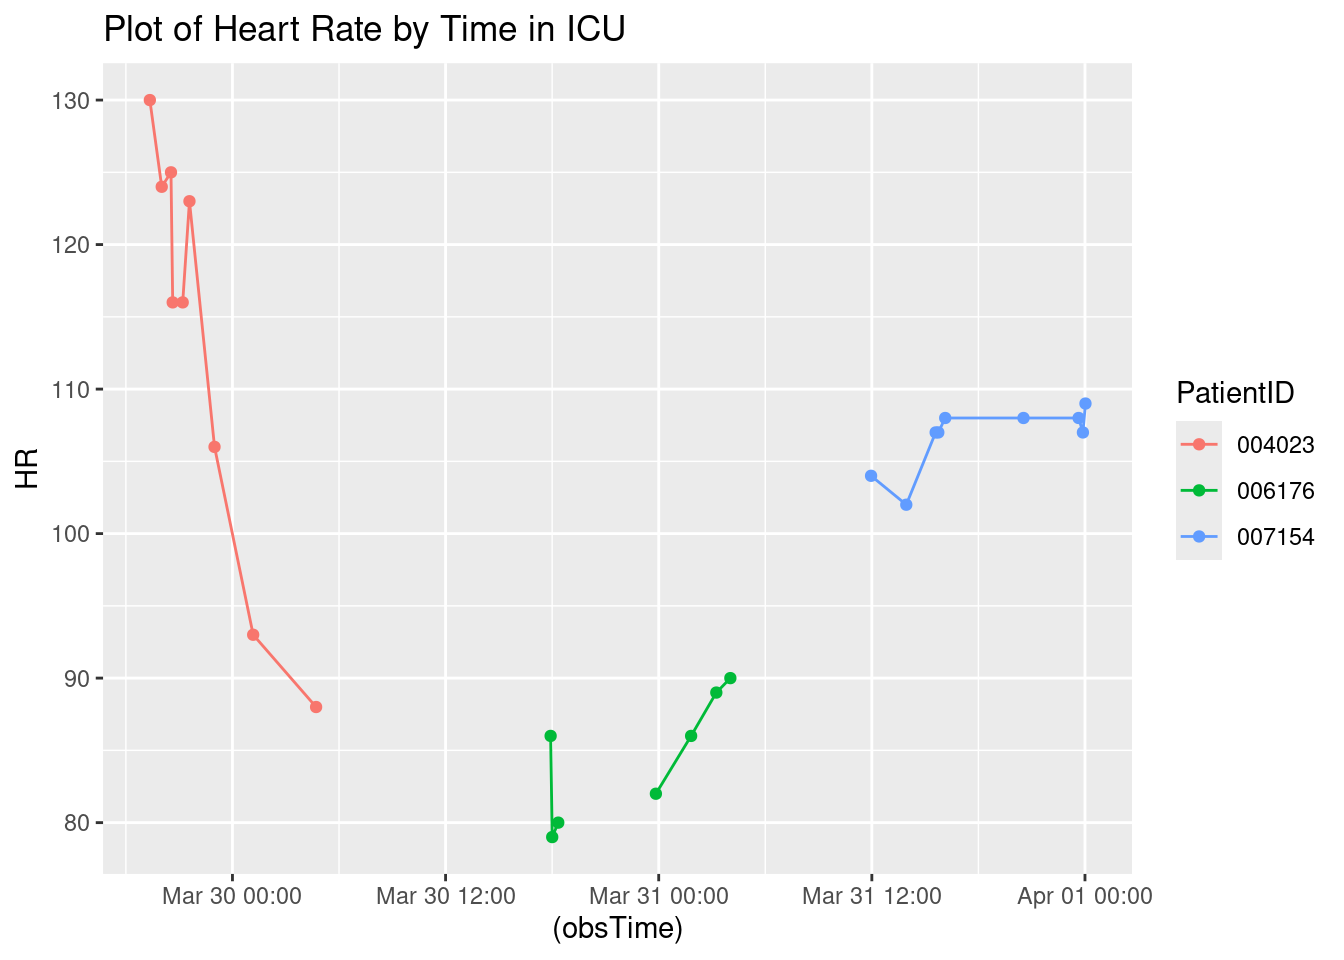 Plot of Heart Rate by Time in ICU
HR
130
120
110
100
90
80
Mar 30 00:00
Mar 30 12:00
Mar 31 00:00
Mar 31 12:00
Apr 01 00:00
(obsTime)
PatientID
004023
006176
007154